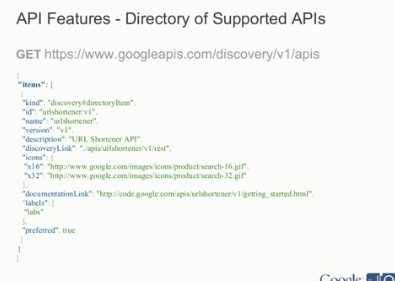 API Features - Directory of Supported APIs
GET https://www.googleapis.com/discovery/v1/apis
{
"items": [
{
"kind": "discovery#directoryItem",
"id": "urlshortener:v1",
"name": "urlshortener",
"version": "v1",
"description": "URL Shortener API",
"discoveryLink": "./apis/urlshortener/v1/rest",
"icons": {
"x16": "http://www.google.com/images/icons/product/search-16.gif",
"x32": "http://www.google.com/images/icons/product/search-32.gif"
},
"documentationLink": "http://code.google.com/apis/urlshortener/v1/getting_started.html",
"labels": [
"labs"
],
"preferred": true
}
]
}
Google